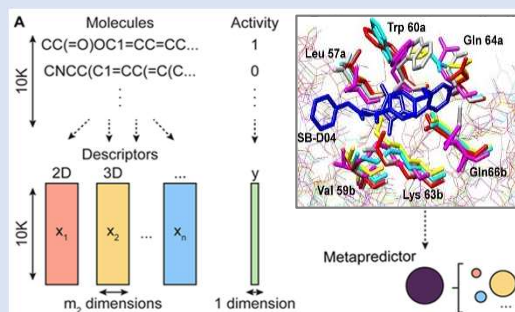 A
Molecules
Activity
CC(=O)OC1=CC=CC...
1
CNCC(C1=CC(=C(C...
0
10K
Descriptors
2D
3D
...
y
10K
x1
x2
...
xn
m2 dimensions
1 dimension
Trp 60a
Leu 57a
Gln 64a
SB-D04
Gln66b
Val 59b
Lys 63b
Metapredictor
...